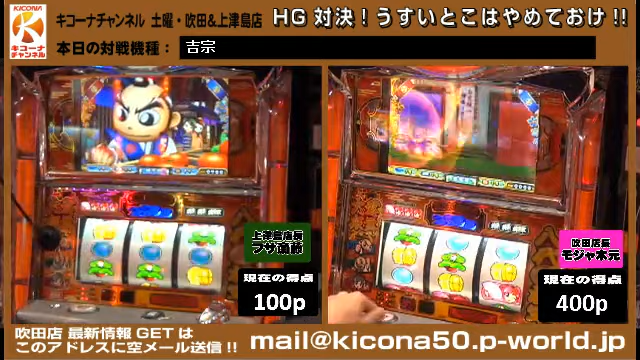 KICONA
キコーナ
チャンネル
キコーナチャンネル 土曜・吹田&上津島店
HG対決!うすいとこはやめておけ!!
本日の対戦機種：
吉宗
上津島店長
現在の得点
100p
吹田店長
モジャ木元
現在の得点
400p
吹田店 最新情報GETは
このアドレスに空メール送信!!
mail@kicona50.p-world.jp